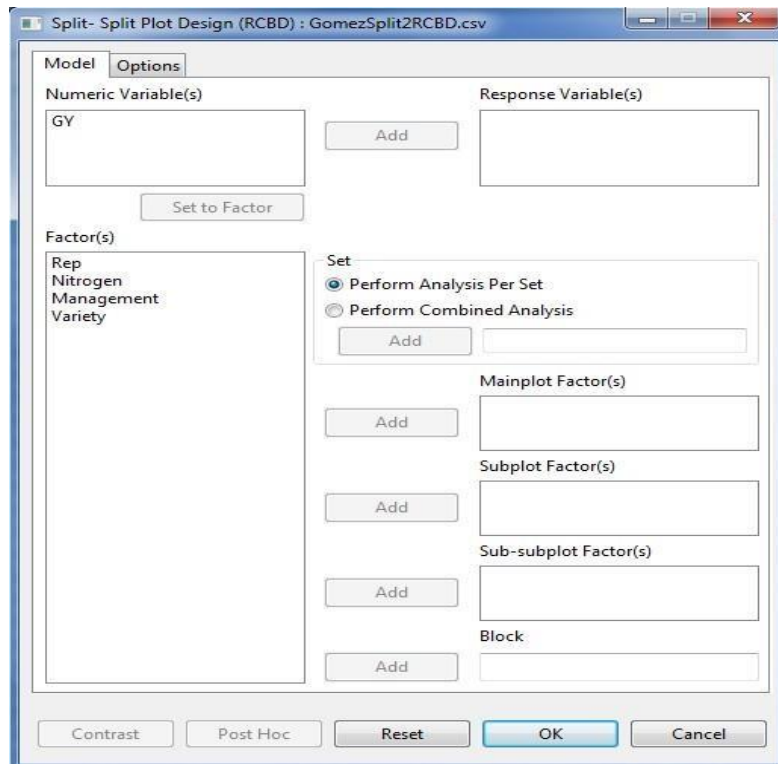 Split- Split Plot Design (RCBD) : GomezSplit2RCBD.csv
Model
Options
Numeric Variable(s)
GY
Add
Response Variable(s)
Set to Factor
Factor(s)
Rep
Nitrogen
Management
Variety
Set
Perform Analysis Per Set
Perform Combined Analysis
Add
Mainplot Factor(s)
Add
Subplot Factor(s)
Add
Sub-subplot Factor(s)
Add
Block
Add
Contrast
Post Hoc
Reset
OK
Cancel